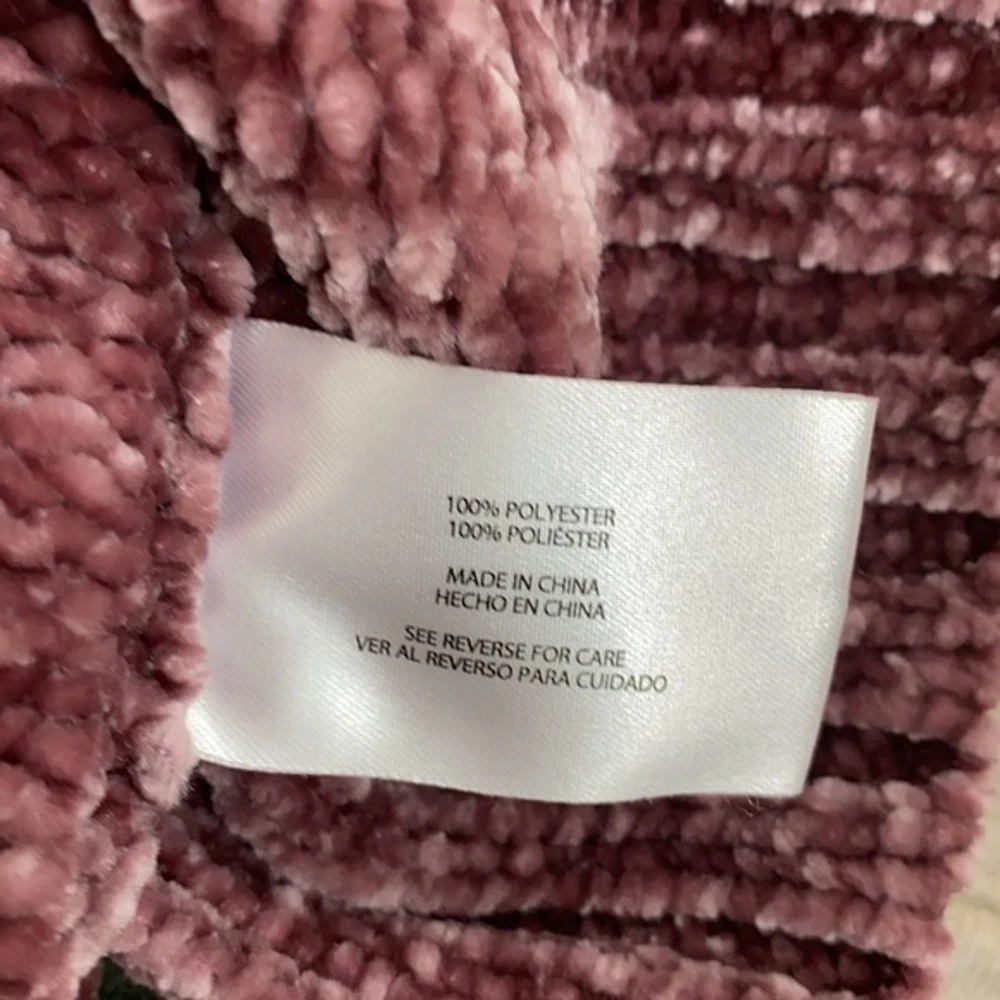 100% POLYESTER
100% POLIÉSTER
MADE IN CHINA
HECHO EN CHINA
SEE REVERSE FOR CARE
VER AL REVERSO PARA CUIDADO